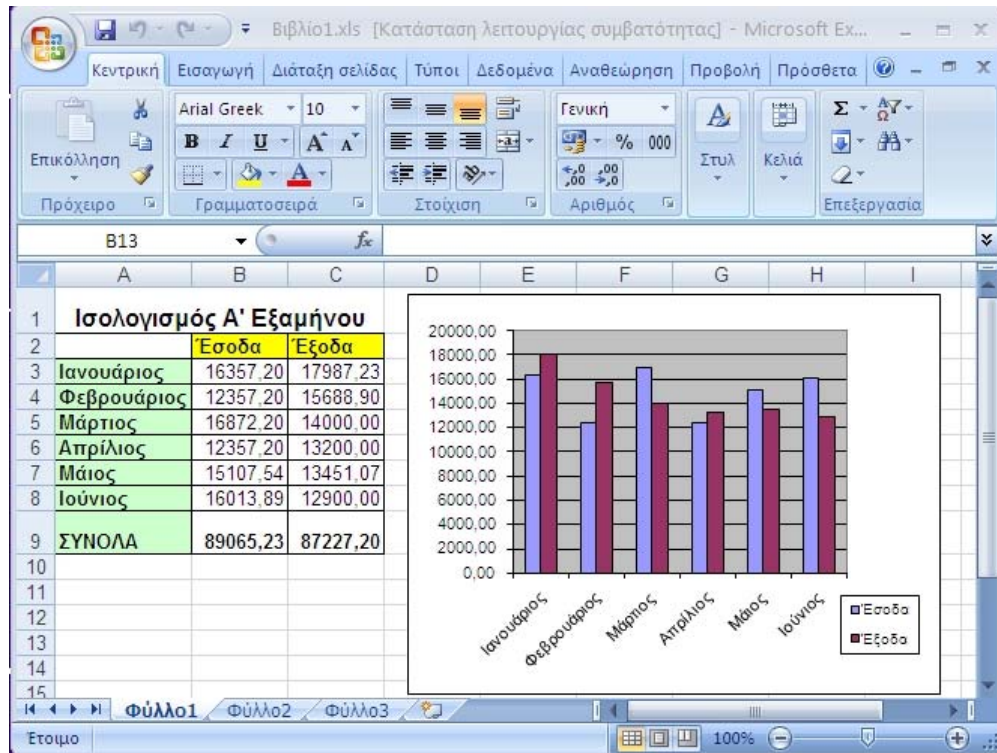 Βιβλίο1.xls [Κατάσταση λειτουργίας συμβατότητας] - Microsoft Ex...
Κεντρική Εισαγωγή Διάταξη σελίδας Τύποι Δεδομένα Αναθεώρηση Προβολή Πρόσθετα
Επικόλληση
Πρόχειρο
Arial Greek 10
B I U A A
A
Γραμματοσειρά
Στοίχιση
Γενική
% 000
Αριθμός
Στυλ
Κελιά
Σ
Επεξεργασία
B13 fx
A B C D E F G H I
1 Ισολογισμός Α' Εξαμήνου
2 Έσοδα Έξοδα
3 Ιανουάριος 16357,20 17987,23
4 Φεβρουάριος 12357,20 15688,90
5 Μάρτιος 16872,20 14000,00
6 Απρίλιος 12357,20 13200,00
7 Μάιος 15107,54 13451,07
8 Ιούνιος 16013,89 12900,00
9 ΣΥΝΟΛΑ 89065,23 87227,20
10
11
12
13
14
15
20000,00
18000,00
16000,00
14000,00
12000,00
10000,00
8000,00
6000,00
4000,00
2000,00
0,00
Ιανουάριος Φεβρουάριος Μάρτιος Απρίλιος Μάιος Ιούνιος
Έσοδα
Έξοδα
Φύλλο1 Φύλλο2 Φύλλο3
Έτοιμο 100%